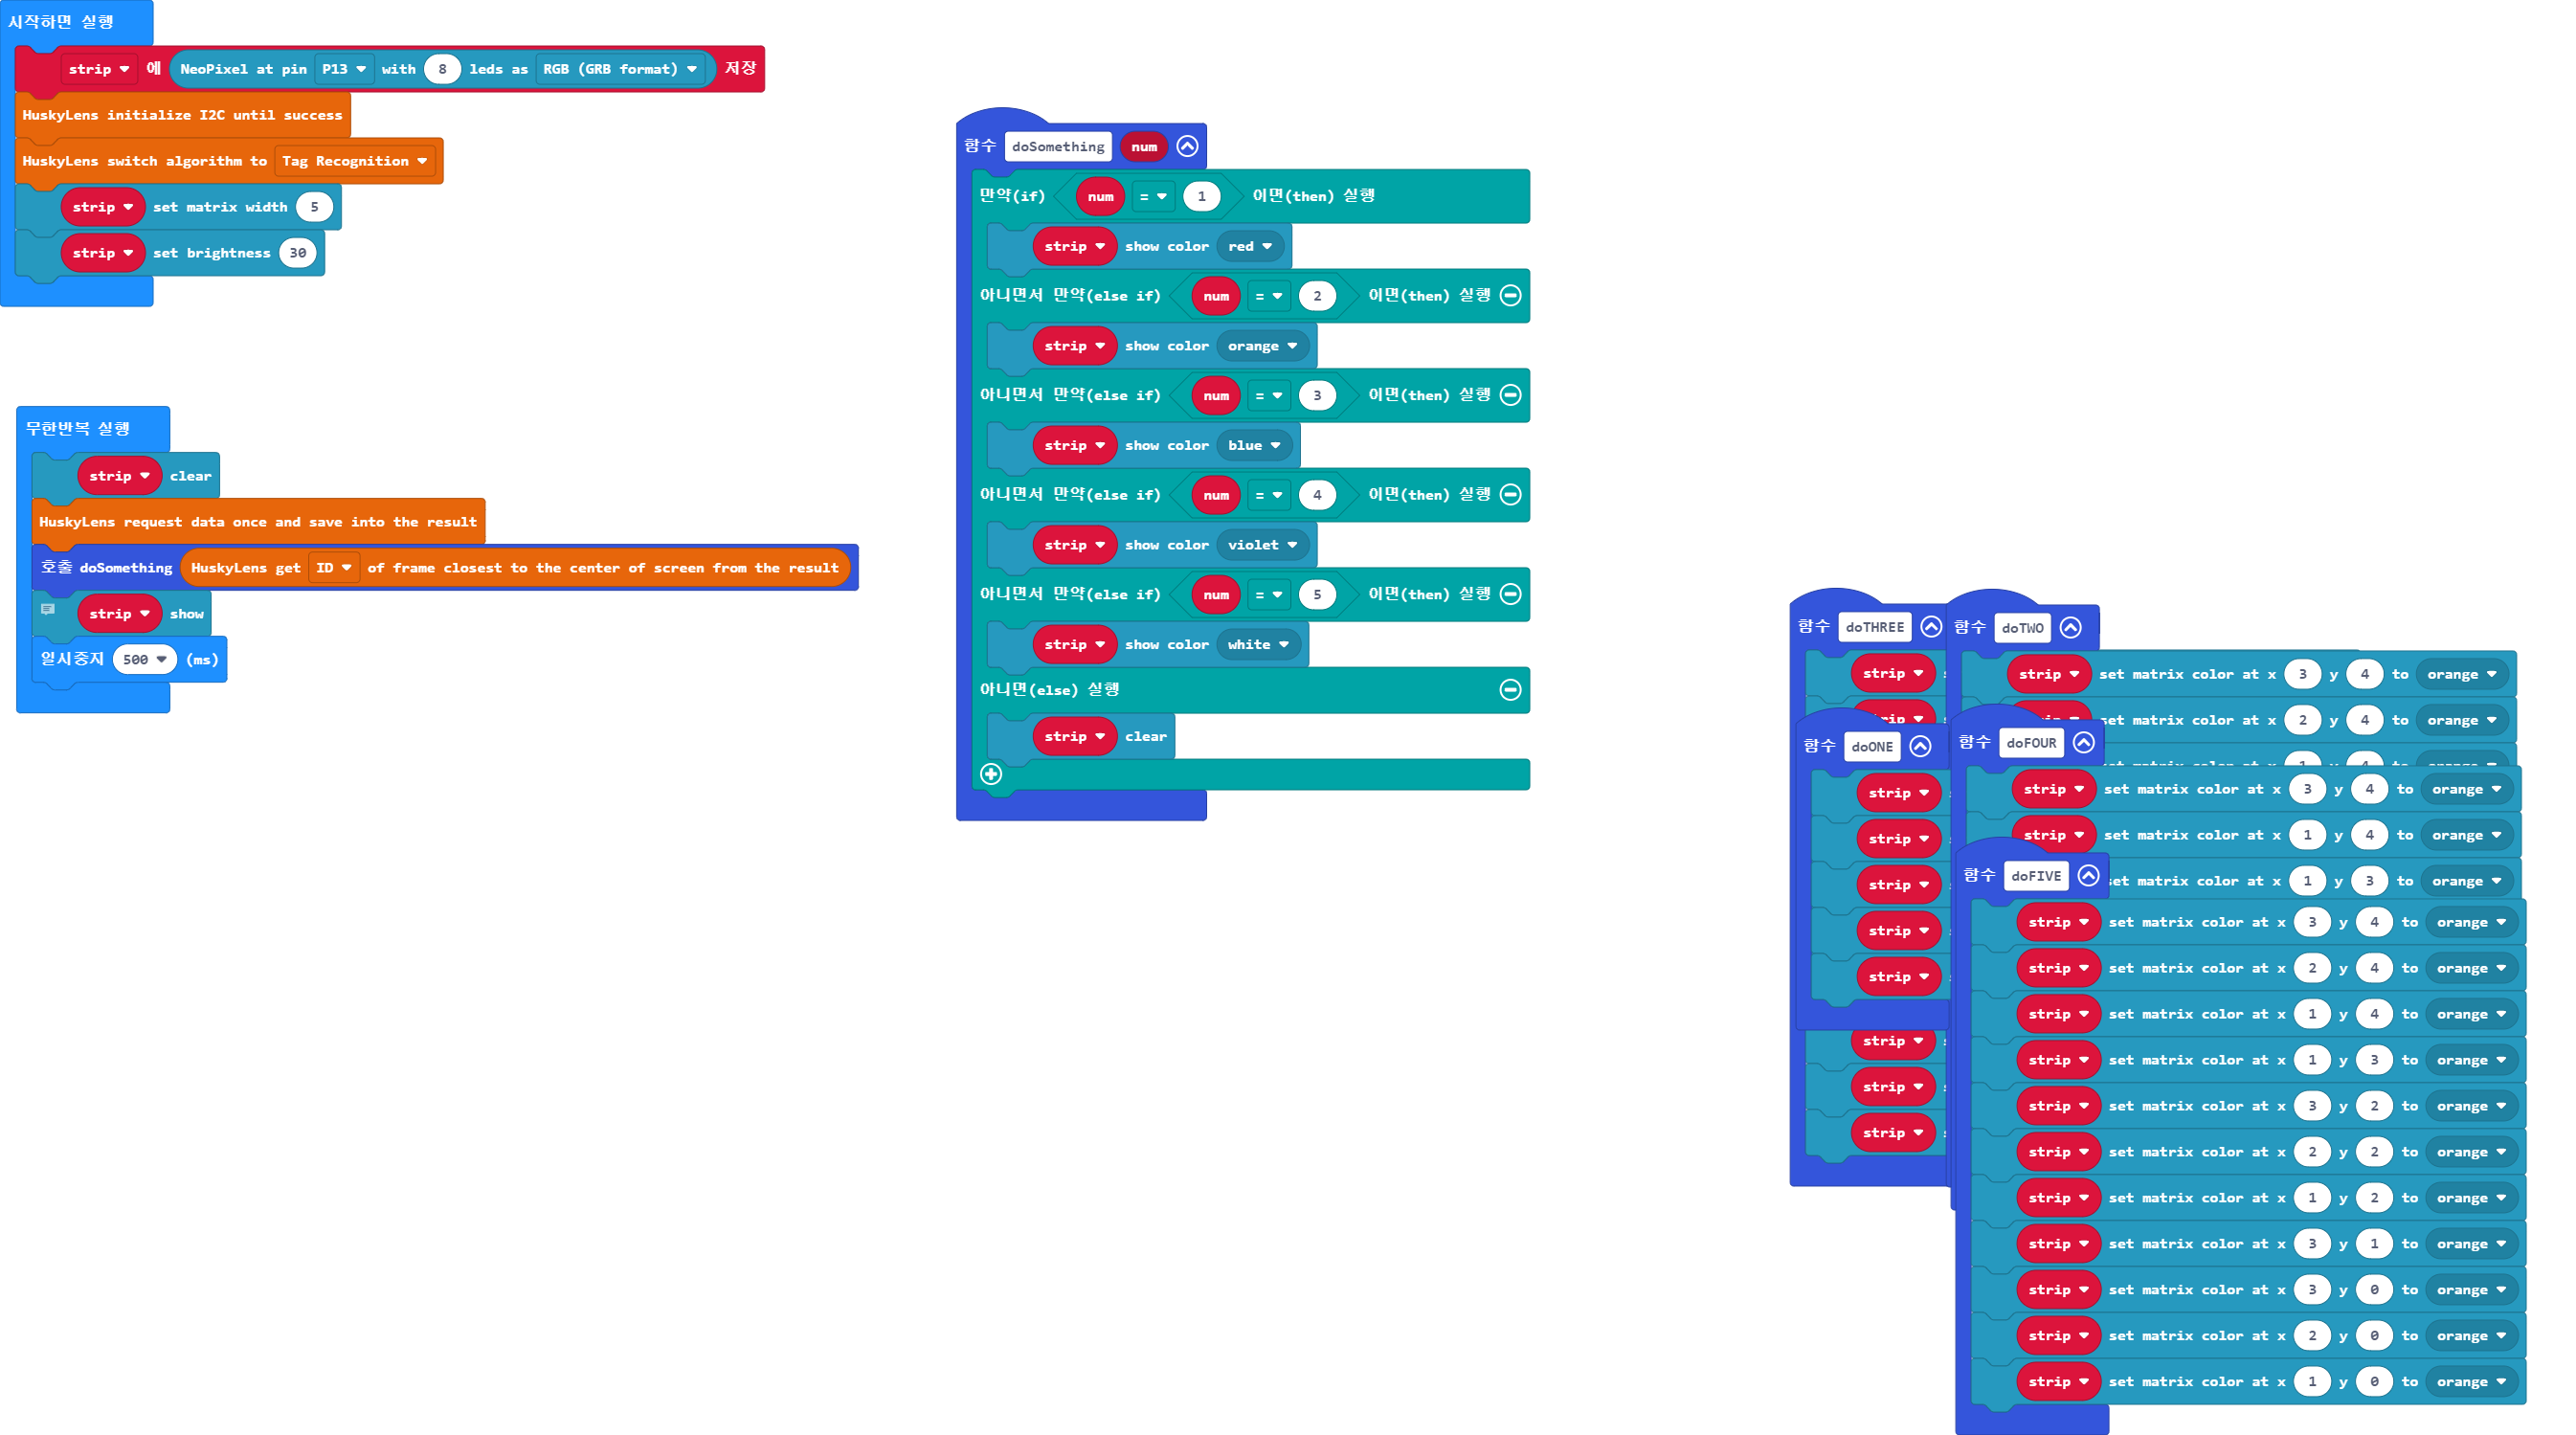 시작하면 실행
strip 에 NeoPixel at pin P13 with 8 leds as RGB (GRB format) 저장
HuskyLens initialize I2C until success
HuskyLens switch algorithm to Tag Recognition
strip set matrix width 5
strip set brightness 30
무한반복 실행
strip clear
HuskyLens request data once and save into the result
호출 doSomething HuskyLens get ID of frame closest to the center of screen from the result
strip show
일시중지 500 (ms)
함수 doSomething num
만약(if) num = 1 이면(then) 실행
strip show color red
아니면서 만약(else if) num = 2 이면(then) 실행
strip show color orange
아니면서 만약(else if) num = 3 이면(then) 실행
strip show color blue
아니면서 만약(else if) num = 4 이면(then) 실행
strip show color violet
아니면서 만약(else if) num = 5 이면(then) 실행
strip show color white
아니면(else) 실행
strip clear
함수 doTHREE
strip
함수 doONE
strip
strip
strip
strip
strip
strip
strip
strip
함수 doTWO
strip set matrix color at x 3 y 4 to orange
set matrix color at x 2 y 4 to orange
함수 doFOUR
strip set matrix color at x 3 y 4 to orange
strip set matrix color at x 1 y 4 to orange
set matrix color at x 1 y 3 to orange
함수 doFIVE
strip set matrix color at x 3 y 4 to orange
strip set matrix color at x 2 y 4 to orange
strip set matrix color at x 1 y 4 to orange
strip set matrix color at x 1 y 3 to orange
strip set matrix color at x 3 y 2 to orange
strip set matrix color at x 2 y 2 to orange
strip set matrix color at x 1 y 2 to orange
strip set matrix color at x 3 y 1 to orange
strip set matrix color at x 3 y 0 to orange
strip set matrix color at x 2 y 0 to orange
strip set matrix color at x 1 y 0 to orange